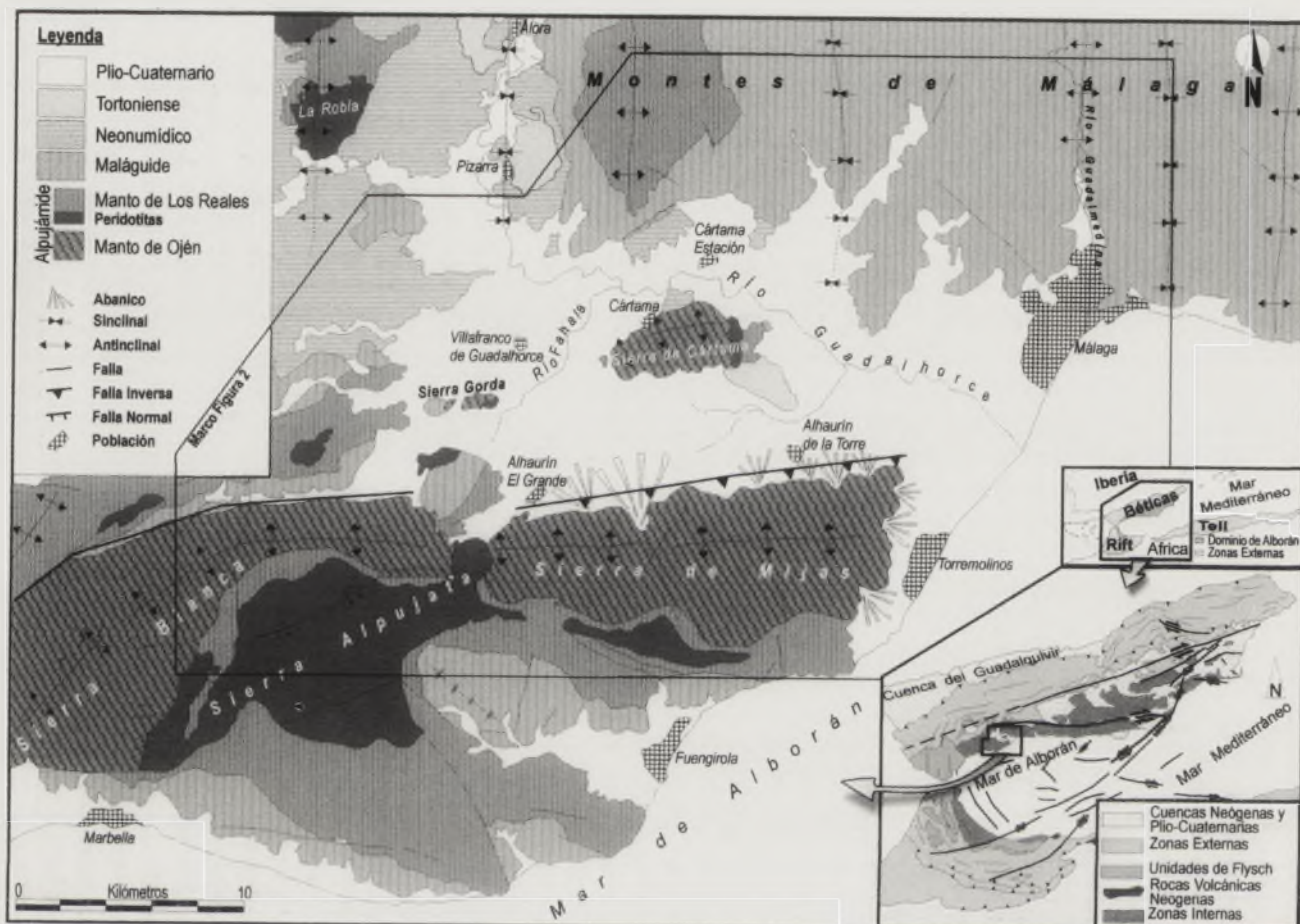 Leyenda
Plio-Cuaternario
Tortoniense
Neonumídico
Maláguide
Alpujárride
Manto de Los Reales
Peridotitas
Manto de Ojén
Abanico
Sinclinal
Antinclinal
Falla
Falla Inversa
Falla Normal
Población
Marco Figura 2
Álora
La Robla
Pizarra
Montes de Málaga
N
Río Guadalmedina
Cártama
Estación
Río Guadalhorce
Cártama
Sierra de Cártama
Río Fahala
Villafranco
de Guadalhorce
Sierra Gorda
Málaga
Alhaurín
de la Torre
Alhaurín
El Grande
Sierra de Mijas
Torremolinos
Sierra Blanca
Sierra Alpujata
Fuengirola
Marbella
Mar de Alborán
0 Kilómetros 10
Iberia
Béticas
Mar
Mediterráneo
Tell
Rift
Africa
Dominio de Alborán
Zonas Externas
Cuenca del Guadalquivir
N
Mar de Alborán
Mar Mediterráneo
Cuencas Neógenas y
Plio-Cuaternarias
Zonas Externas
Unidades de Flysch
Rocas Volcánicas
Neogenas
Zonas Internas